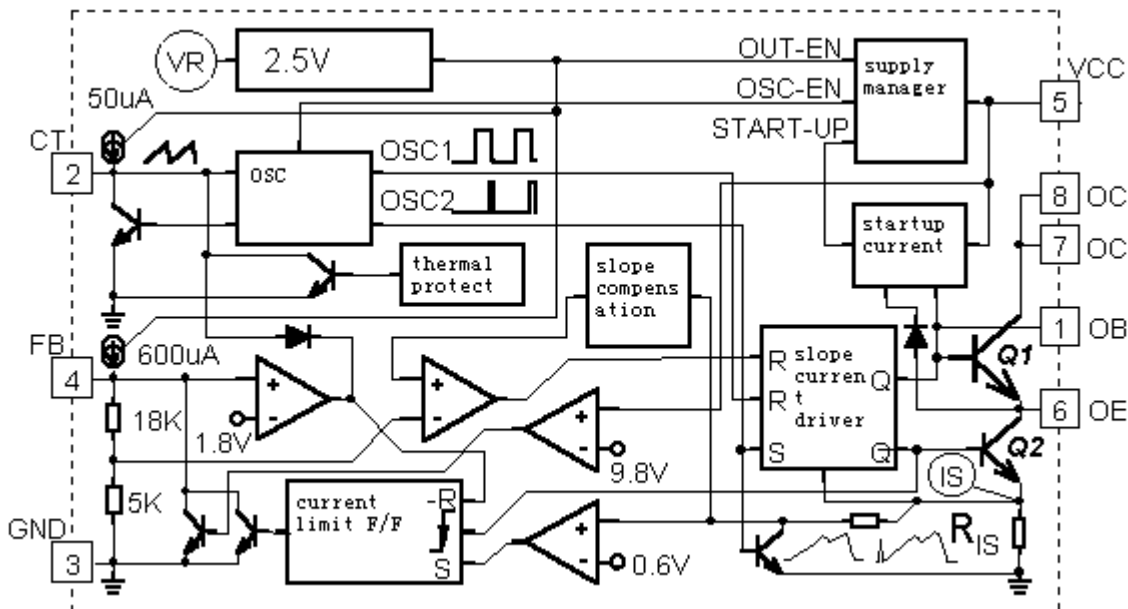 VR
2.5V
OUT-EN
supply
manager
VCC
50uA
OSC-EN
5
CT
START-UP
2
OSC
OSC1
OSC2
8
OC
startup
current
7
OC
thermal
protect
slope
compens
ation
FB
600uA
1
OB
4
+
-
1.8V
+
-
R
R
S
slope
curren
t
driver
Q
Q
Q1
6
OE
18K
+
-
9.8V
Q2
IS
5K
current
limit F/F
-R
S
GND
3
+
-
0.6V
RIS